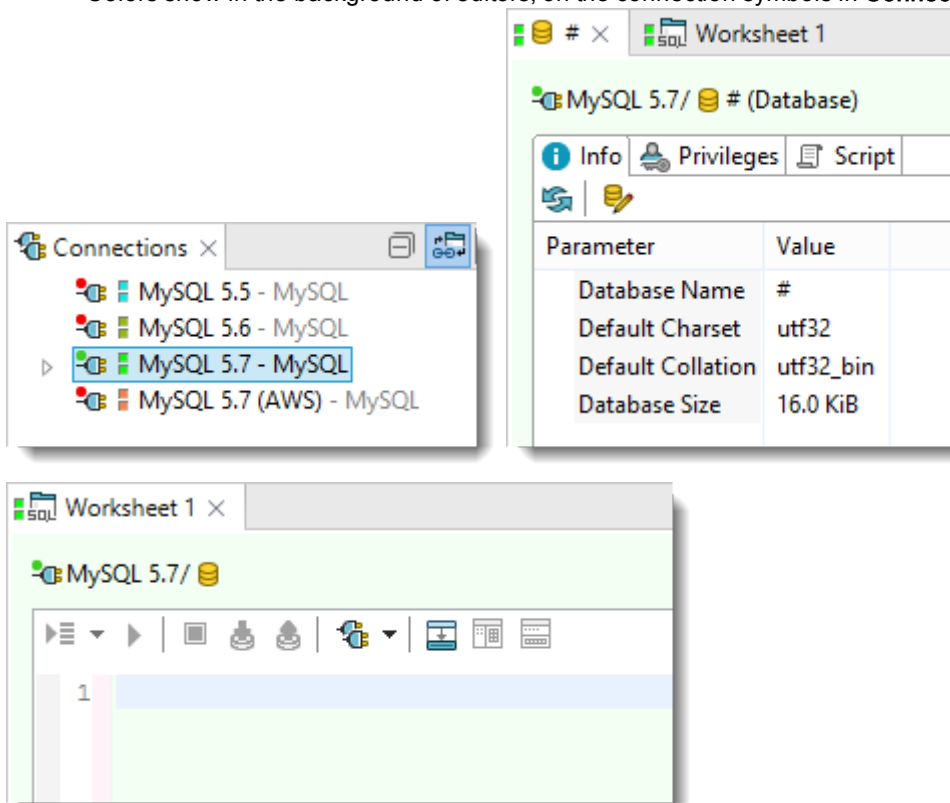 Colors show in the background of editors, on the connection symbols in Connec
# × SQL Worksheet 1
MySQL 5.7/ # (Database)
Info Privileges Script
Parameter Value
Database Name #
Default Charset utf32
Default Collation utf32_bin
Database Size 16.0 KiB
Connections ×
MySQL 5.5 - MySQL
MySQL 5.6 - MySQL
MySQL 5.7 - MySQL
MySQL 5.7 (AWS) - MySQL
SQL Worksheet 1 ×
MySQL 5.7/
1